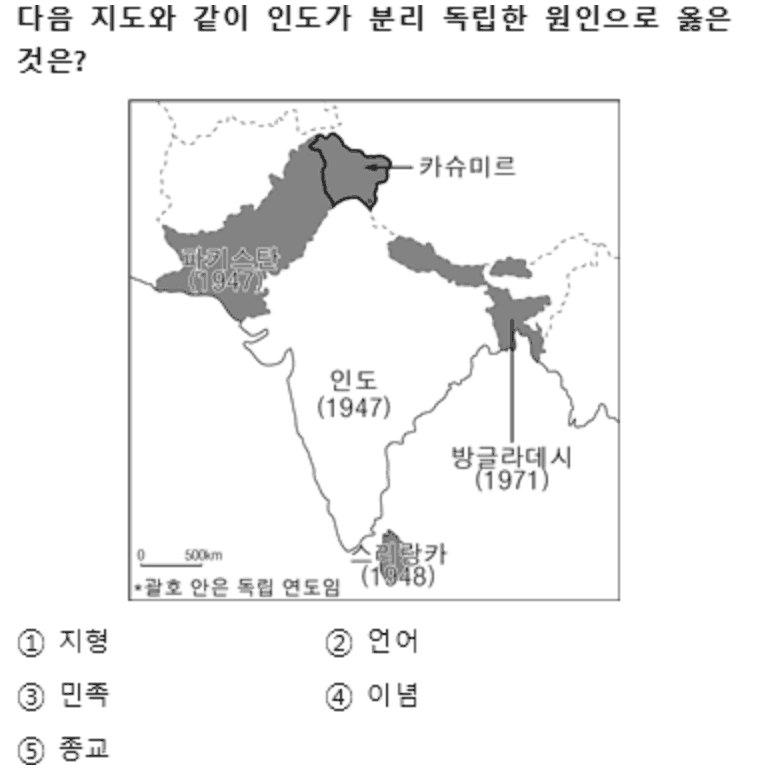 다음 지도와 같이 인도가 분리 독립한 원인으로 옳은
것은?
카슈미르
파키스탄
(1947)
인도
(1947)
방글라데시
(1971)
스리랑카
(1948)
0 500km
*괄호 안은 독립 연도임
① 지형 ② 언어
③ 민족 ④ 이념
⑤ 종교